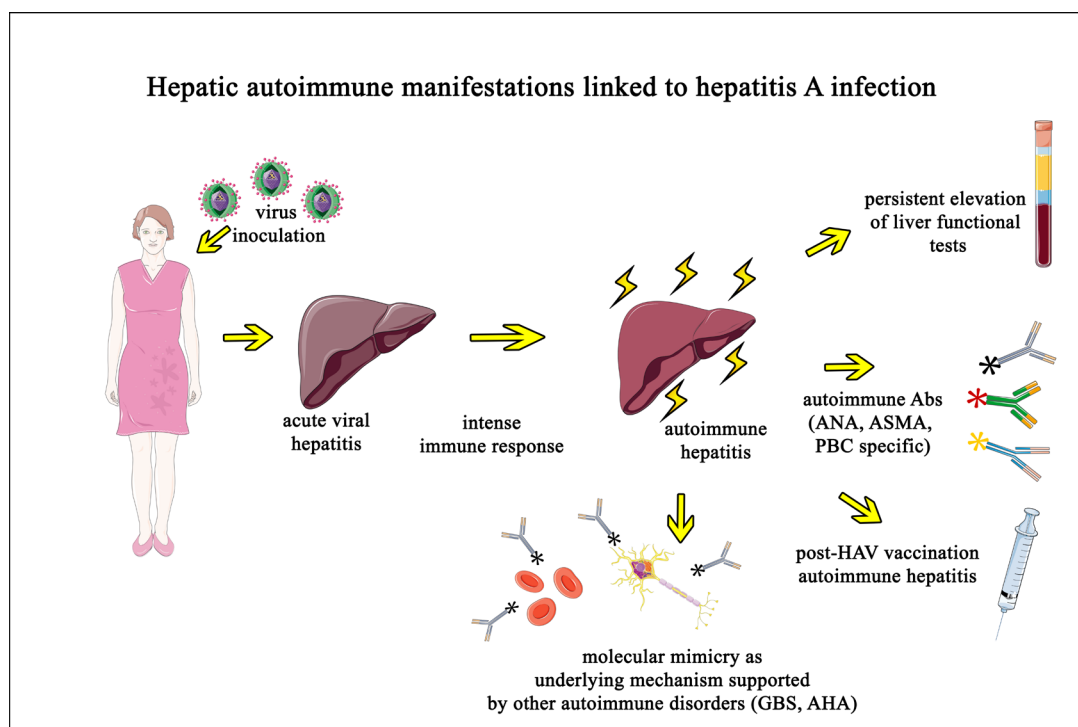 Hepatic autoimmune manifestations linked to hepatitis A infection
virus
inoculation
acute viral
hepatitis
intense
immune response
autoimmune
hepatitis
persistent elevation
of liver functional
tests
autoimmune Abs
(ANA, ASMA,
PBC specific)
post-HAV vaccination
autoimmune hepatitis
molecular mimicry as
underlying mechanism supported
by other autoimmune disorders (GBS, AHA)